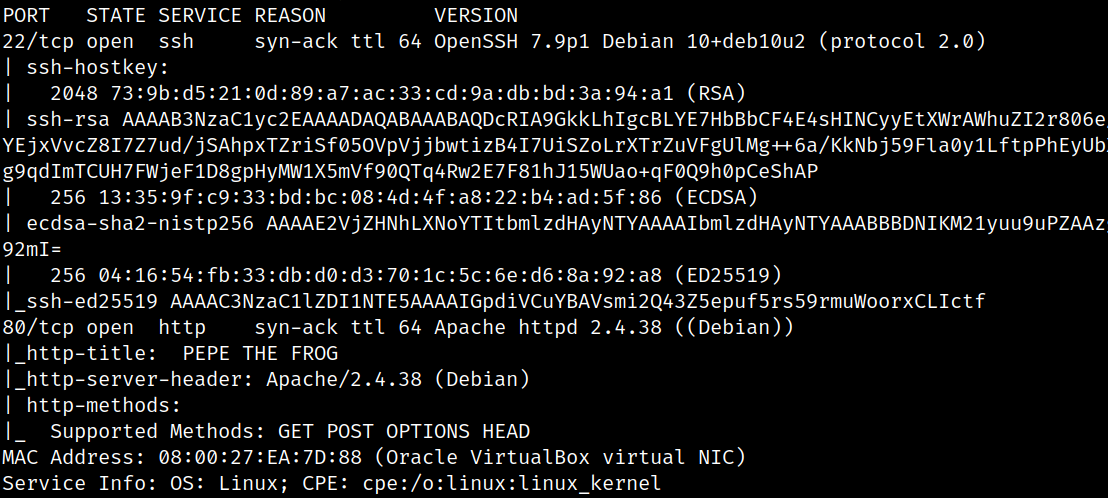 PORT   STATE SERVICE REASON         VERSION
22/tcp open  ssh     syn-ack ttl 64 OpenSSH 7.9p1 Debian 10+deb10u2 (protocol 2.0)
| ssh-hostkey:
|   2048 73:9b:d5:21:0d:89:a7:ac:33:cd:9a:db:bd:3a:94:a1 (RSA)
| ssh-rsa AAAAB3NzaC1yc2EAAAADAQABAAABAQDcRIA9GkkLhIgcBLYE7HbBbCF4E4sHINCyyEtXWrAWhuZI2r806e
YEjxVvcZ8I7Z7ud/jSAhpxTZriSf05OVpVjjbwtizB4I7UiSZoLrXTrZuVFgUlMg++6a/KkNbj59Fla0y1LftpPhEyUb
g9qdImTCUH7FWjeF1D8gpHyMW1X5mVf90QTq4Rw2E7F81hJ15WUao+qF0Q9h0pCeShAP
|   256 13:35:9f:c9:33:bd:bc:08:4d:4f:a8:22:b4:ad:5f:86 (ECDSA)
| ecdsa-sha2-nistp256 AAAAE2VjZHNhLXNoYTItbmlzdHAyNTYAAAAIbmlzdHAyNTYAAABBBDNIKM21yuu9uPZAAz
92mI=
|   256 04:16:54:fb:33:db:d0:d3:70:1c:5c:6e:d6:8a:92:a8 (ED25519)
|_ssh-ed25519 AAAAC3NzaC1lZDI1NTE5AAAAIGpdiVCuYBAVsmi2Q43Z5epuf5rs59rmuWoorxCLIctf
80/tcp open  http    syn-ack ttl 64 Apache httpd 2.4.38 ((Debian))
|_http-title:  PEPE THE FROG
|_http-server-header: Apache/2.4.38 (Debian)
| http-methods:
|_  Supported Methods: GET POST OPTIONS HEAD
MAC Address: 08:00:27:EA:7D:88 (Oracle VirtualBox virtual NIC)
Service Info: OS: Linux; CPE: cpe:/o:linux:linux_kernel